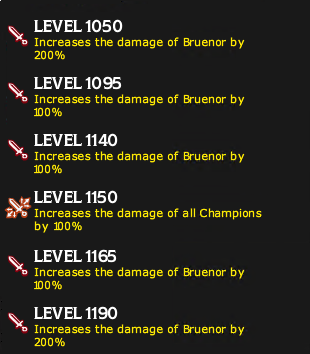 LEVEL 1050
Increases the damage of Bruenor by
200%
LEVEL 1095
Increases the damage of Bruenor by
100%
LEVEL 1140
Increases the damage of Bruenor by
100%
LEVEL 1150
Increases the damage of all Champions
by 100%
LEVEL 1165
Increases the damage of Bruenor by
100%
LEVEL 1190
Increases the damage of Bruenor by
200%